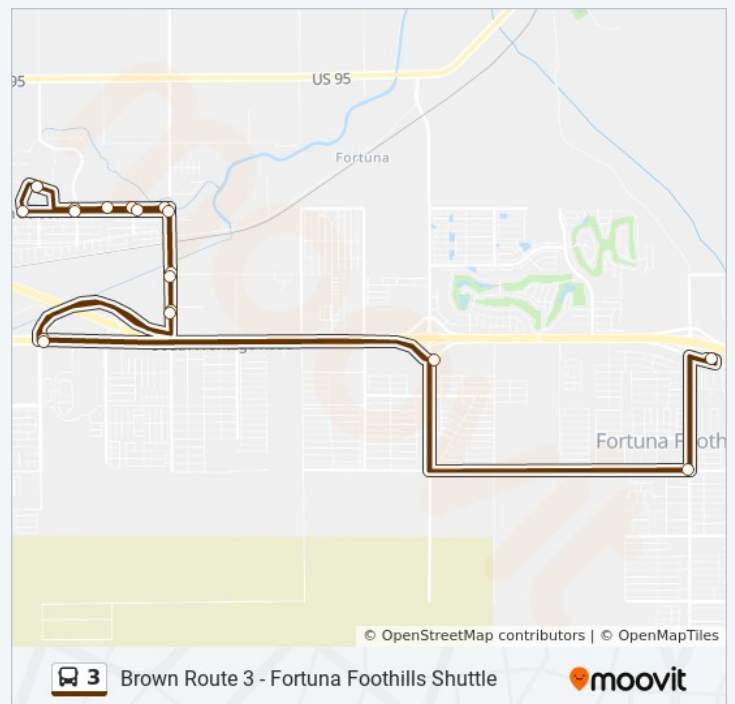 95
US 95
Fortuna
Fortuna Footh
© OpenStreetMap contributors | © OpenMapTiles
3 Brown Route 3 - Fortuna Foothills Shuttle
moovit